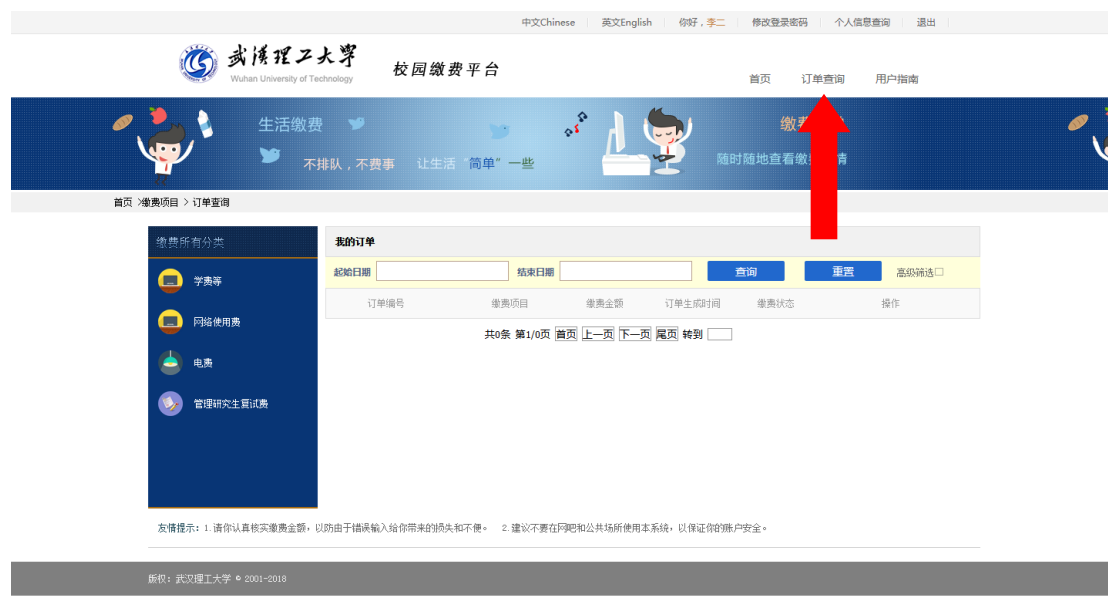 中文Chinese 英文English 你好，李二 修改登录密码 个人信息查询 退出
武漢理工大學
Wuhan University of Technology
校园缴费平台
首页 订单查询 用户指南
生活缴费
不排队，不费事 让生活“简单”一些
随时随地查看缴
首页 >缴费项目 > 订单查询
缴费所有分类
学费等
网络使用费
电费
管理研究生复试费
我的订单
起始日期 结束日期 查询 重置 高级筛选
订单编号 缴费项目 缴费金额 订单生成时间 缴费状态 操作
共0条 第1/0页 首页 上一页 下一页 尾页 转到
友情提示：1.请你认真核实缴费金额，以防由于错误输入给你带来的损失和不便。 2.建议不要在网吧和公共场所使用本系统，以保证你的账户安全。
版权：武汉理工大学 © 2001-2018